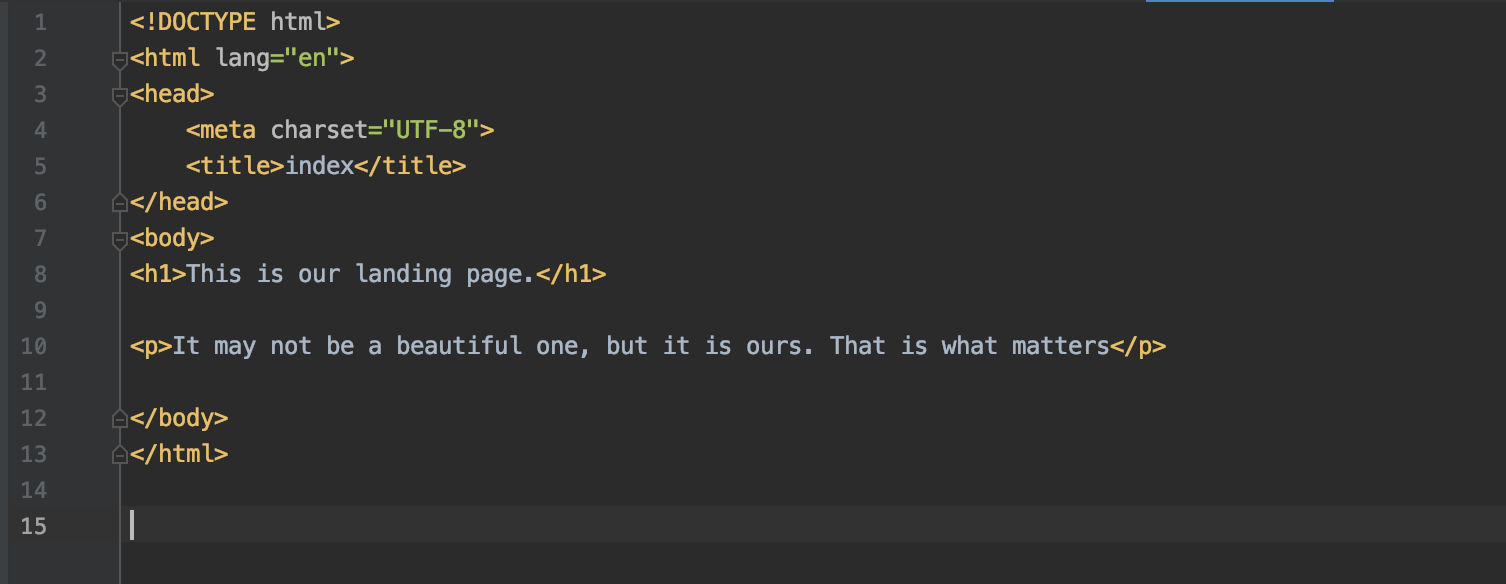 1 <!DOCTYPE html>
2 <html lang="en">
3 <head>
4     <meta charset="UTF-8">
5     <title>index</title>
6 </head>
7 <body>
8 <h1>This is our landing page.</h1>
9
10 <p>It may not be a beautiful one, but it is ours. That is what matters</p>
11
12 </body>
13 </html>
14
15